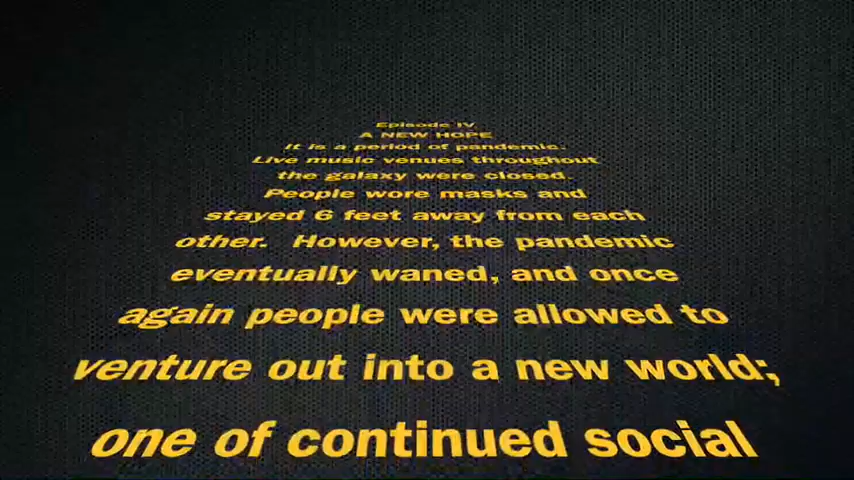 Episode IV
A NEW HOPE
It is a period of pandemic.
Live music venues throughout
the galaxy were closed.
People wore masks and
stayed 6 feet away from each
other.  However, the pandemic
eventually waned, and once
again people were allowed to
venture out into a new world;
one of continued social